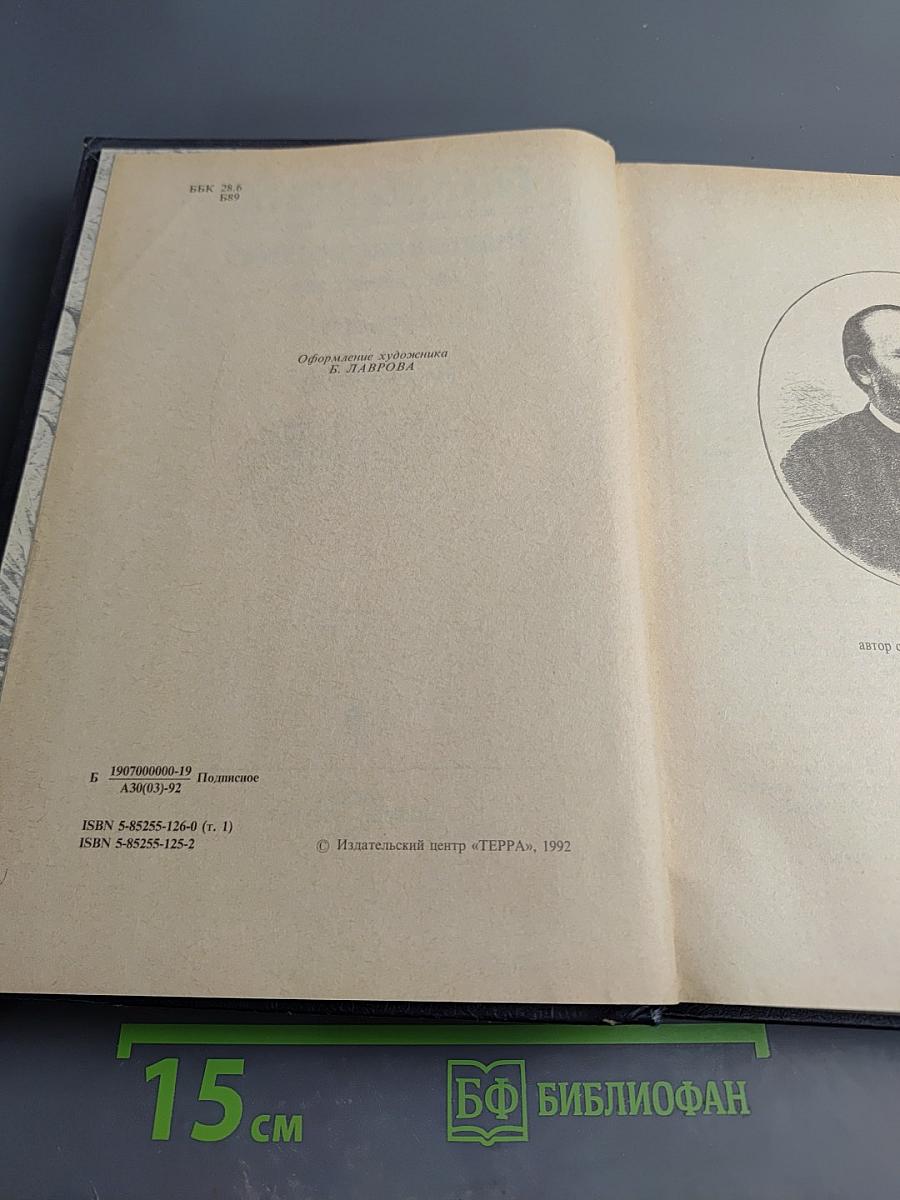 ББК 28.6
Б89
Оформление художника
Б. ЛАВРОВА
Б 1907000000-19 Подписное
А30(03)-92
ISBN 5-85255-126-0 (т. 1)
ISBN 5-85255-125-2
© Издательский центр «ТЕРРА», 1992
автор
15 см
БФ БИБЛИОФАН